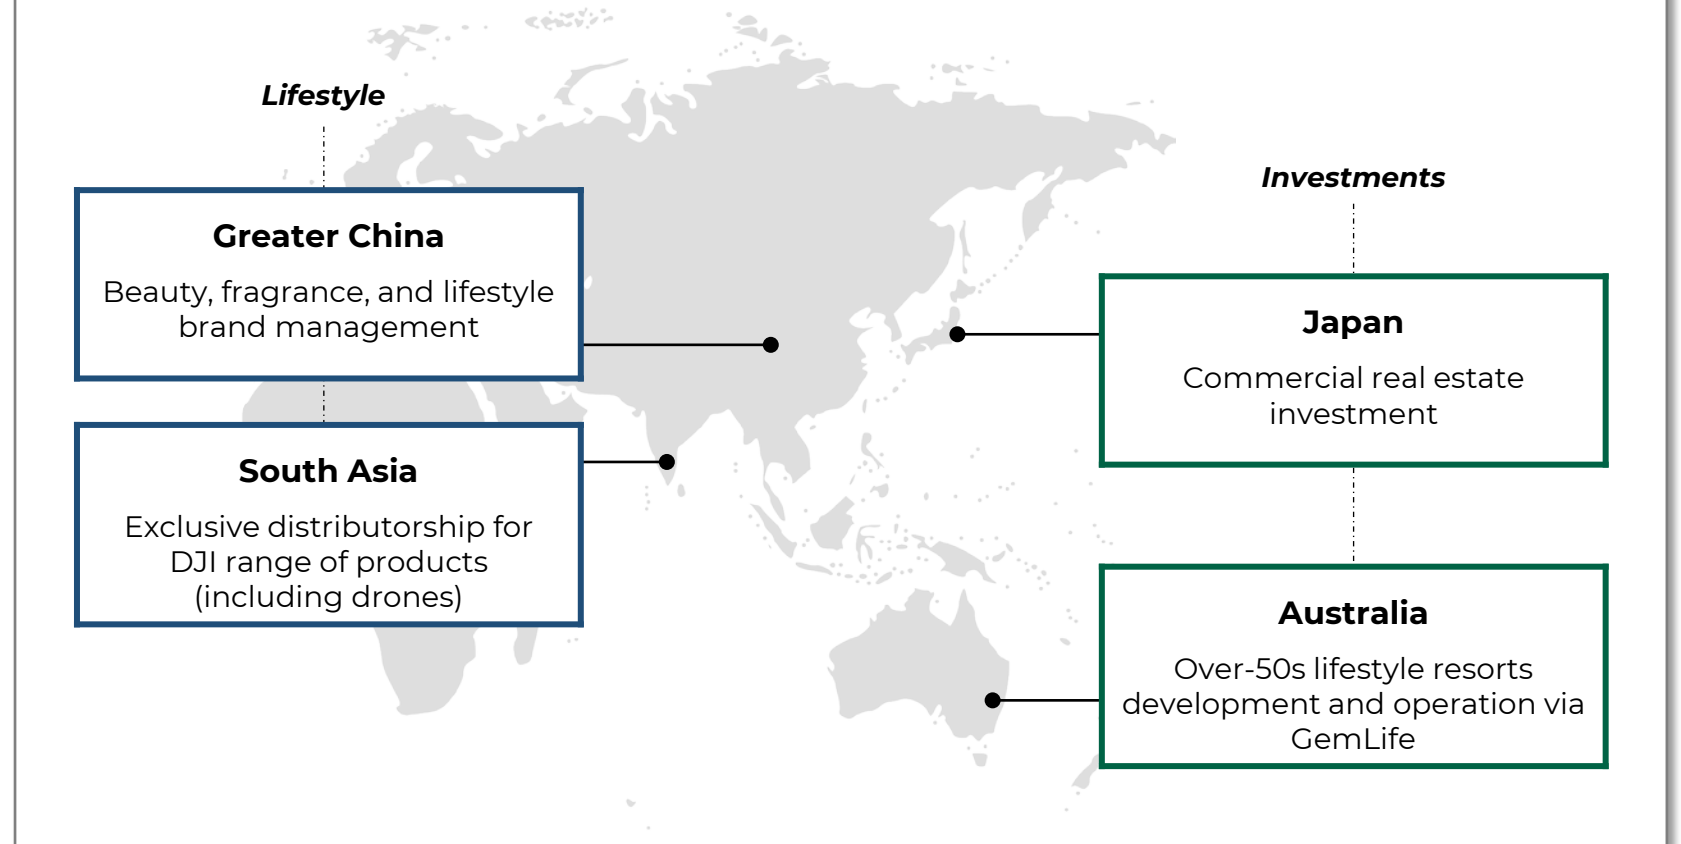 Lifestyle
Greater China
Beauty, fragrance, and lifestyle
brand management
South Asia
Exclusive distributorship for
DJI range of products
(including drones)
Investments
Japan
Commercial real estate
investment
Australia
Over-50s lifestyle resorts
development and operation via
GemLife